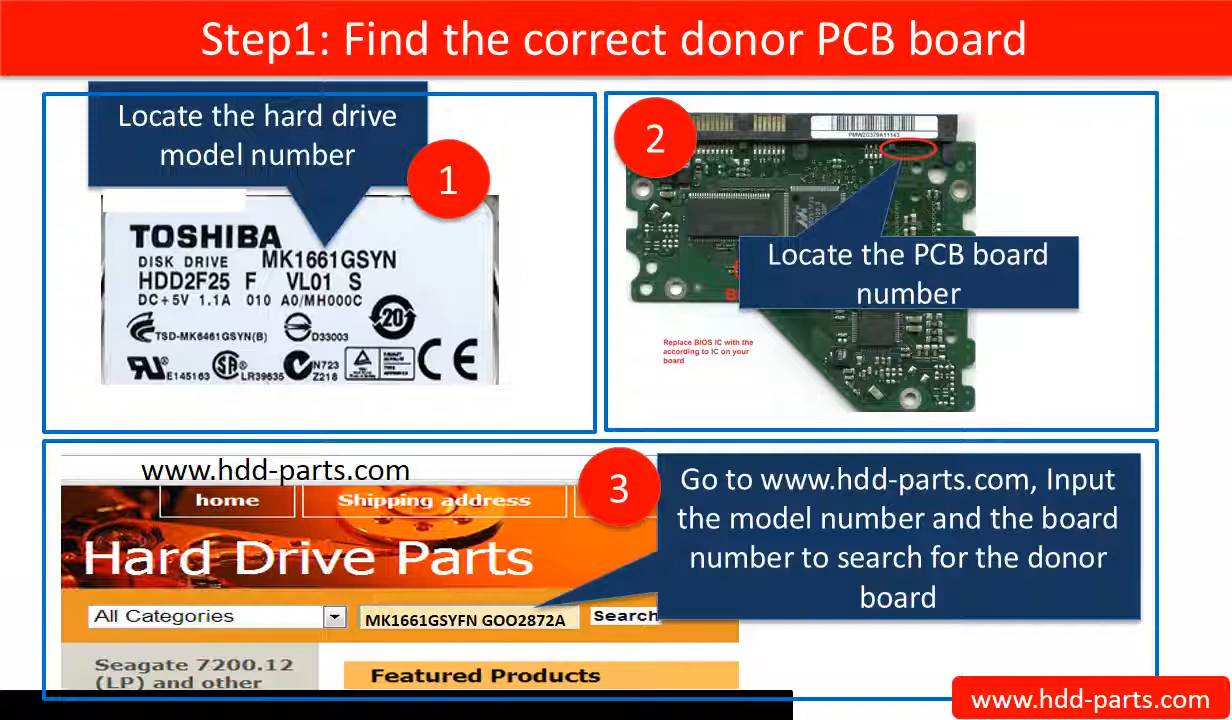 Step1: Find the correct donor PCB board
Locate the hard drive
model number
1
TOSHIBA
DISK DRIVE MK1661GSYN
HDD2F25 F VL01 S
DC+5V 1.1A 010 A0/MH000C
20
TSD-MK6461GSYN(B)
D33003
E145163
LR39635
N723
Z218
CE
2
PMW20379A11143
Locate the PCB board
number
Replace BIOS IC with the
according to IC on your
board
www.hdd-parts.com
3
Go to www.hdd-parts.com, Input
the model number and the board
number to search for the donor
board
home
Shipping address
Hard Drive Parts
All Categories
MK1661GSYFN GOO2872A
Search
Seagate 7200.12
(LP) and other
Featured Products
www.hdd-parts.com